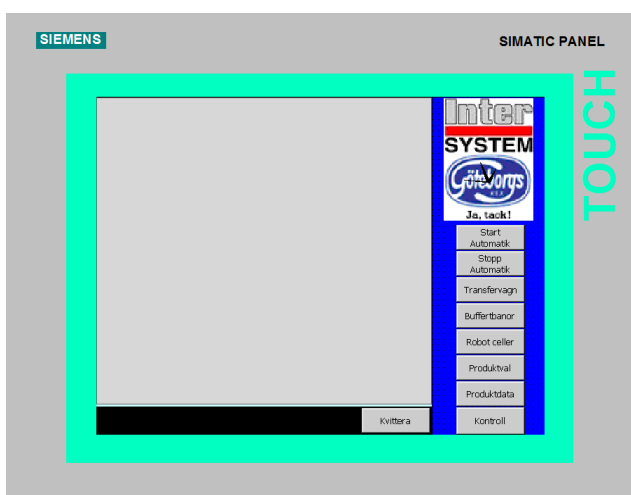 SIEMENS
SIMATIC PANEL
TOUCH
Inter
SYSTEM
Göteborgs
Ja, tack!
Start
Automatik
Stopp
Automatik
Transfervagn
Buffertbanor
Robot celler
Produktval
Produktdata
Kvittera
Kontroll